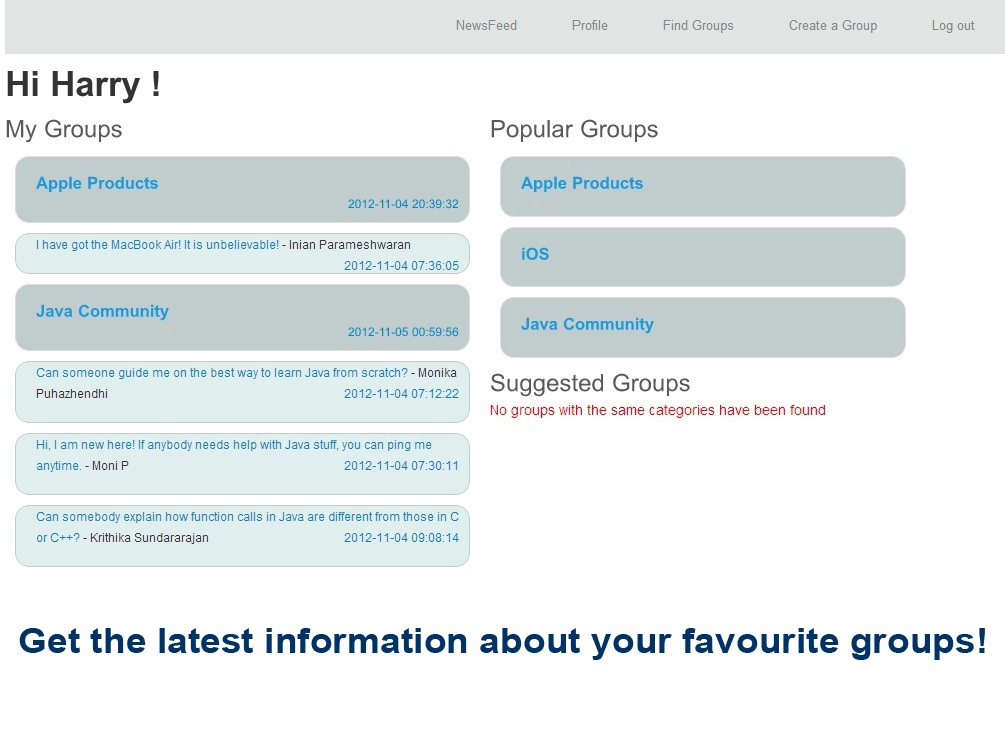 NewsFeed Profile Find Groups Create a Group Log out
Hi Harry !
My Groups
Apple Products
2012-11-04 20:39:32
I have got the MacBook Air! It is unbelievable! - Inian Parameshwaran
2012-11-04 07:36:05
Java Community
2012-11-05 00:59:56
Can someone guide me on the best way to learn Java from scratch? - Monika
Puhazhendhi 2012-11-04 07:12:22
Hi, I am new here! If anybody needs help with Java stuff, you can ping me
anytime. - Moni P 2012-11-04 07:30:11
Can somebody explain how function calls in Java are different from those in C
or C++? - Krithika Sundararajan 2012-11-04 09:08:14
Popular Groups
Apple Products
iOS
Java Community
Suggested Groups
No groups with the same categories have been found
Get the latest information about your favourite groups!